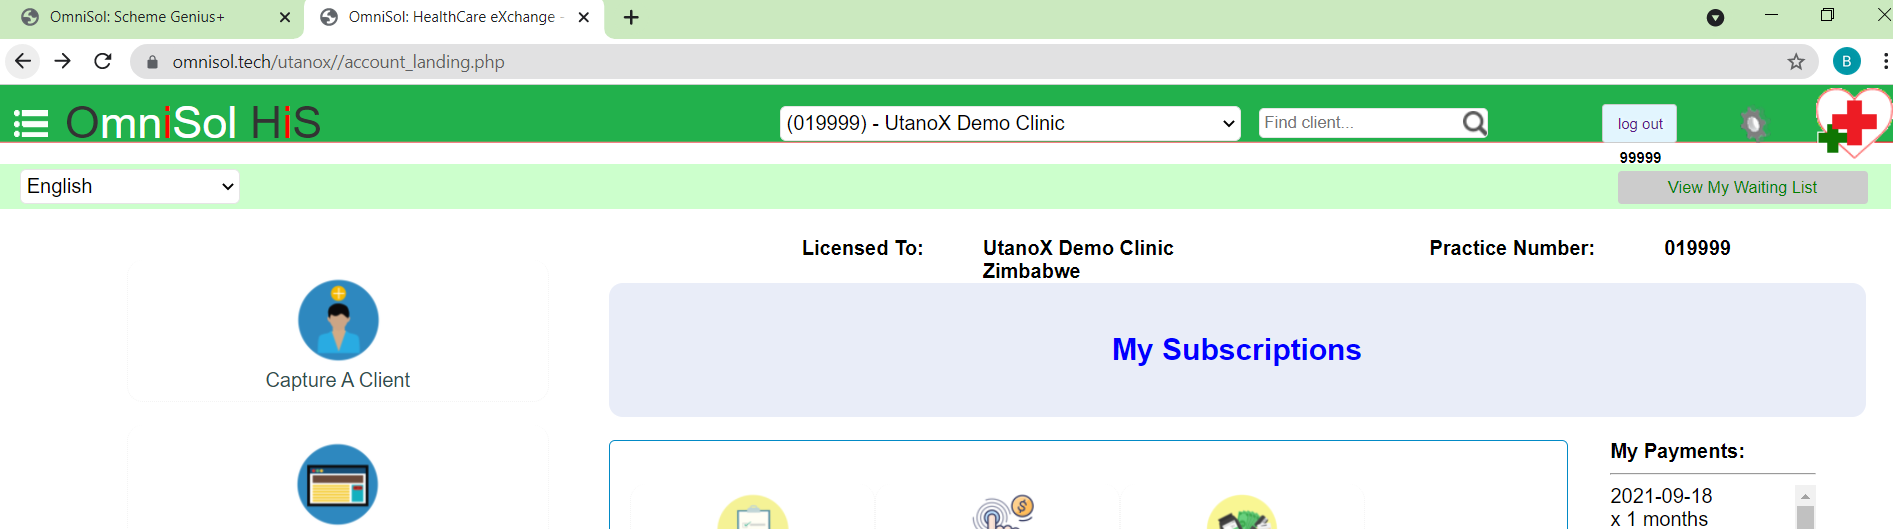 OmniSol: Scheme Genius+
OmniSol: HealthCare eXchange -
omnisol.tech/utanox//account_landing.php
B
OmniSol HiS
(019999) - UtanoX Demo Clinic
Find client...
log out
99999
English
View My Waiting List
Licensed To: UtanoX Demo Clinic Practice Number: 019999
Zimbabwe
Capture A Client
My Subscriptions
My Payments:
2021-09-18
x 1 months